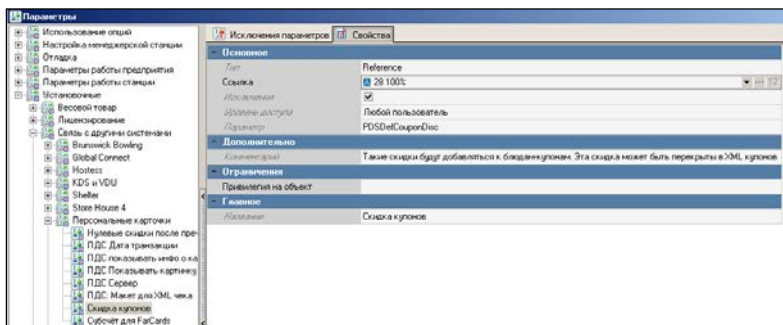 Параметры
Использование опций
Настройка менеджерской станции
Отладка
Параметры работы предприятия
Параметры работы станции
Установочные
Весовой товар
Лицензирование
Связь с другими системами
Brunswick Bowling
Global Connect
Hostess
KDS и VDU
Shelter
Store House 4
Персональные карточки
Нулевые скидки после пре
ПДС Дата транзакции
ПДС показывать инфо о ка
ПДС Показывать картинку
ПДС Сервер
ПДС: Макет для XML чека
Скидка купонов
Субсчёт для FarCards
Исключения параметров
Свойства
Основное
Тип
Reference
Ссылка
28 100%
Исключения
Уровень доступа
Любой пользователь
Параметр
PDSDefCouponDisc
Дополнительно
Комментарий
Такие скидки будут добавляться к блюдам-купонам. Эта скидка может быть перекрыты в XML купонов
Ограничения
Привилегия на объект
Главное
Название
Скидка купонов